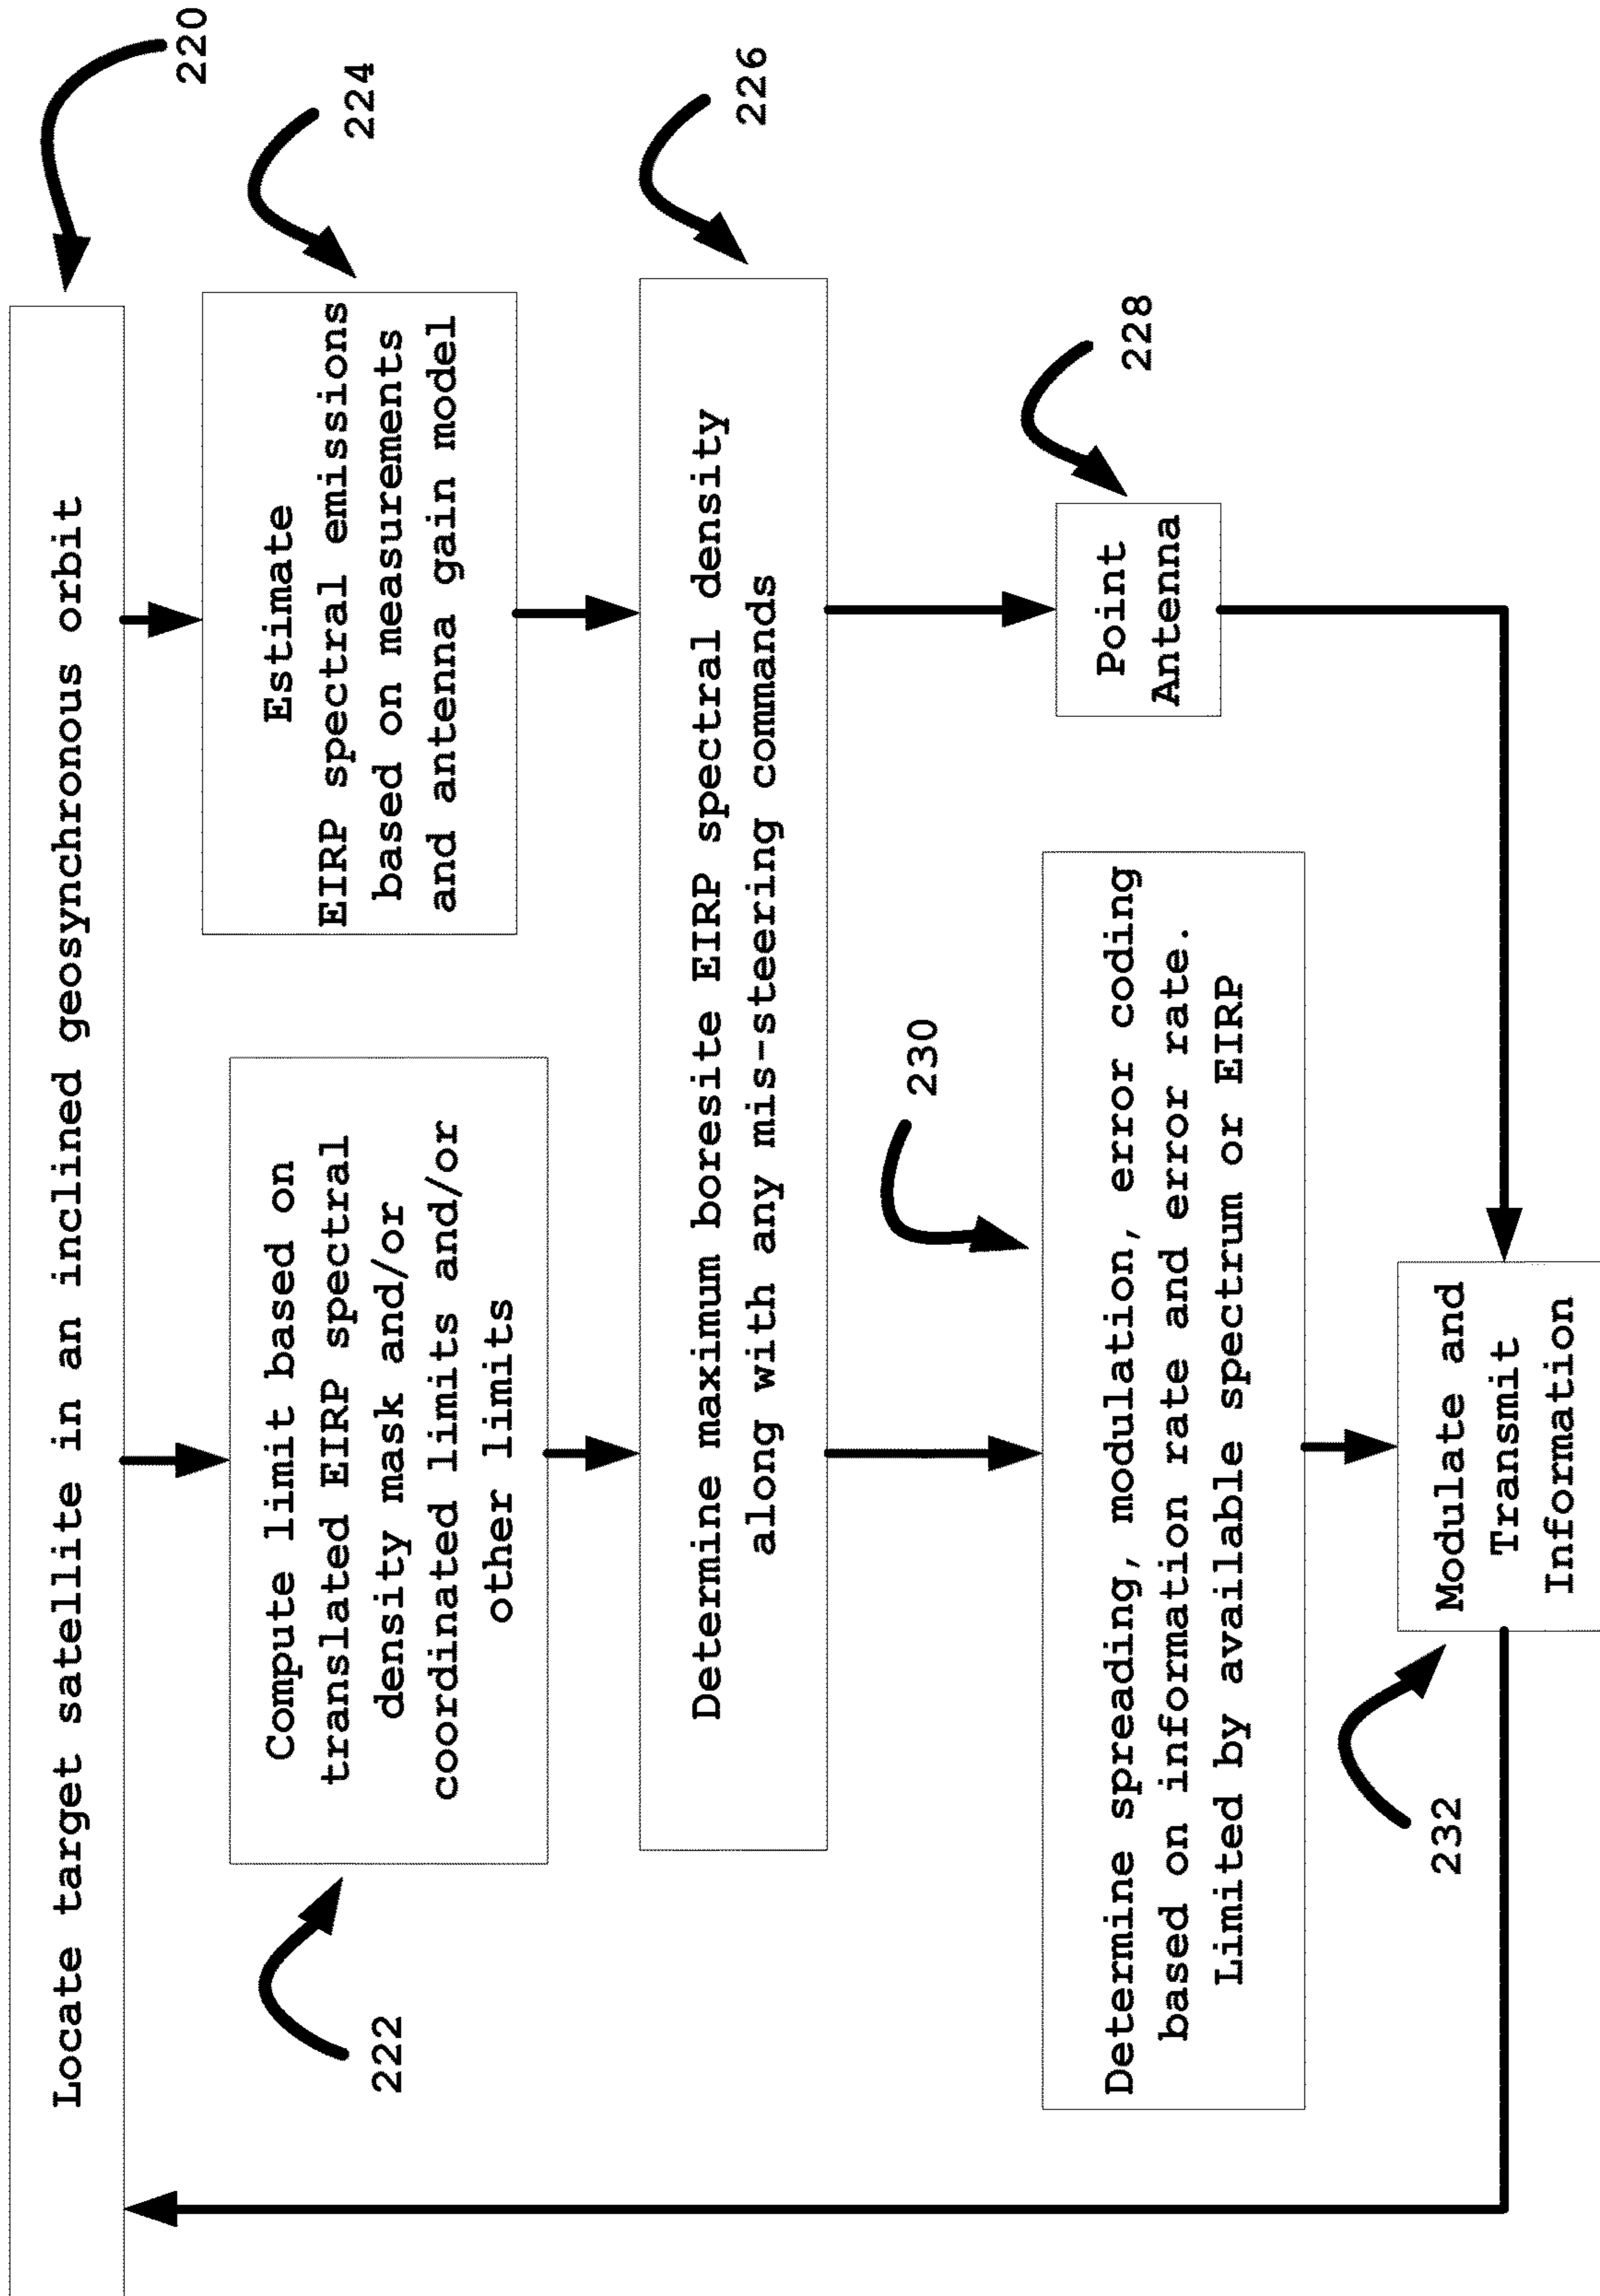 Locate target satellite in an inclined geosynchronous orbit
220
Compute limit based on
translated EIRP spectral
density mask and/or
coordinated limits and/or
other limits
222
Estimate
EIRP spectral emissions
based on measurements
and antenna gain model
224
Determine maximum boresite EIRP spectral density
along with any mis-steering commands
226
230
Determine spreading, modulation, error coding
based on information rate and error rate.
Limited by available spectrum or EIRP
Point
Antenna
228
232
Modulate and
Transmit
Information